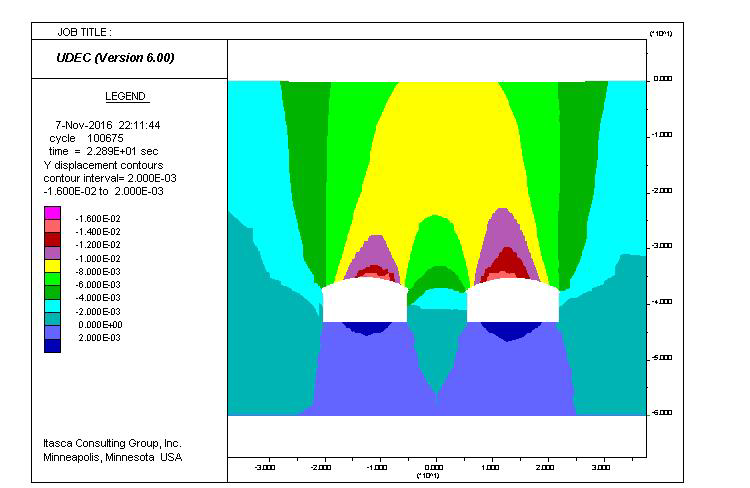 JOB TITLE :
(*10^1)
UDEC (Version 6.00)
LEGEND
7-Nov-2016 22:11:44
cycle 100675
time = 2.289E+01 sec
Y displacement contours
contour interval= 2.000E-03
-1.600E-02 to 2.000E-03
-1.600E-02
-1.400E-02
-1.200E-02
-1.000E-02
-8.000E-03
-6.000E-03
-4.000E-03
-2.000E-03
0.000E+00
2.000E-03
0.000
-1.000
-2.000
-3.000
-4.000
-5.000
-6.000
Itasca Consulting Group, Inc.
Minneapolis, Minnesota USA
-3.000 -2.000 -1.000 0.000 1.000 2.000 3.000
(*10^1)